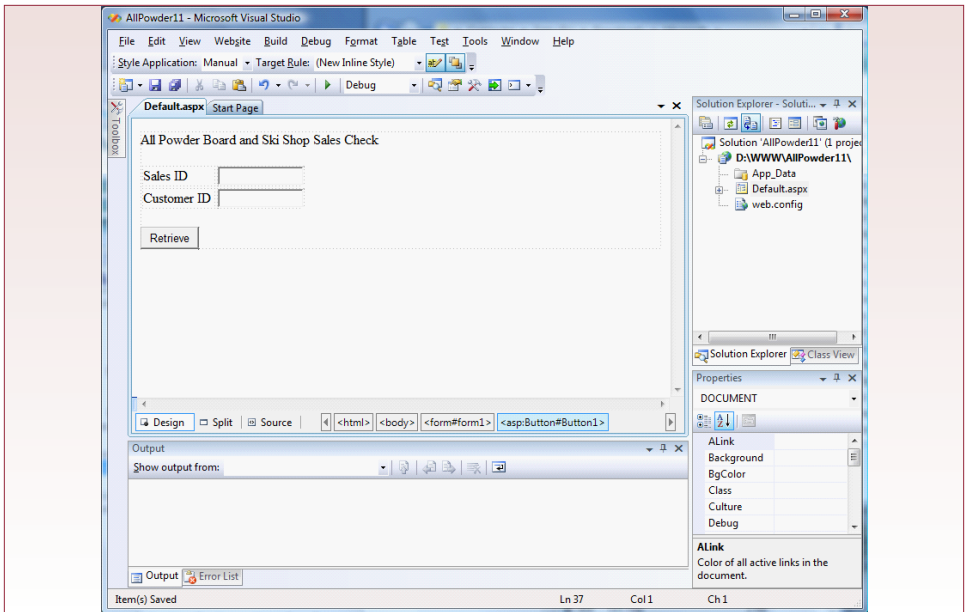 AllPowder11 - Microsoft Visual Studio
File Edit View Website Build Debug Format Table Test Tools Window Help
Style Application: Manual Target Rule: (New Inline Style)
Debug
Toolbox
Default.aspx Start Page
All Powder Board and Ski Shop Sales Check
Sales ID
Customer ID
Retrieve
Design Split Source <html> <body> <form#form1> <asp:Button#Button1>
Output
Show output from:
Output Error List
Solution Explorer - Soluti...
Solution 'AllPowder11' (1 projec
D:\WWW\AllPowder11\
App_Data
Default.aspx
web.config
Solution Explorer Class View
Properties
DOCUMENT
ALink
Background
BgColor
Class
Culture
Debug
ALink
Color of all active links in the
document.
Item(s) Saved Ln 37 Col 1 Ch 1